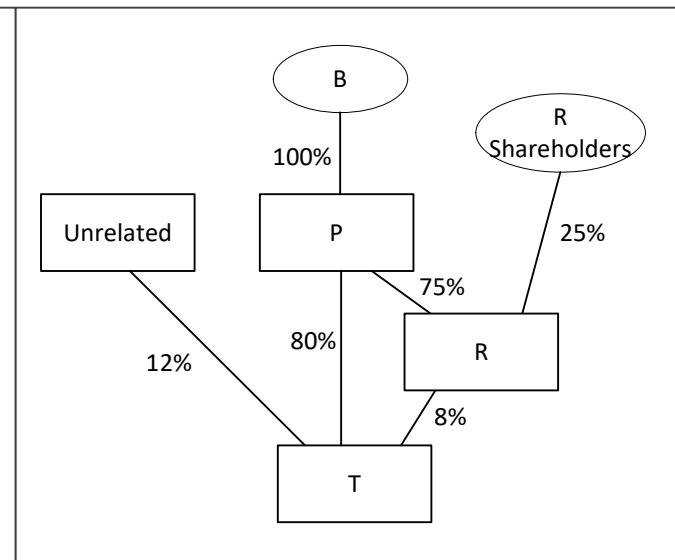 B
R
Shareholders
100%
Unrelated
P
25%
75%
80%
R
12%
8%
T